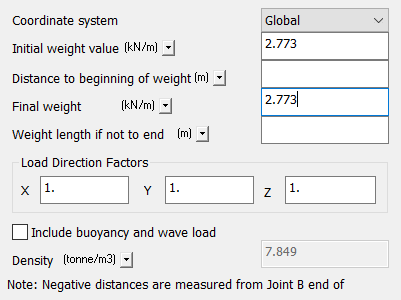 Coordinate system Global
Initial weight value (kN/m) 2.773
Distance to beginning of weight (m)
Final weight (kN/m) 2.773
Weight length if not to end (m)
Load Direction Factors
X 1. Y 1. Z 1.
Include buoyancy and wave load
Density (tonne/m3) 7.849
Note: Negative distances are measured from Joint B end of